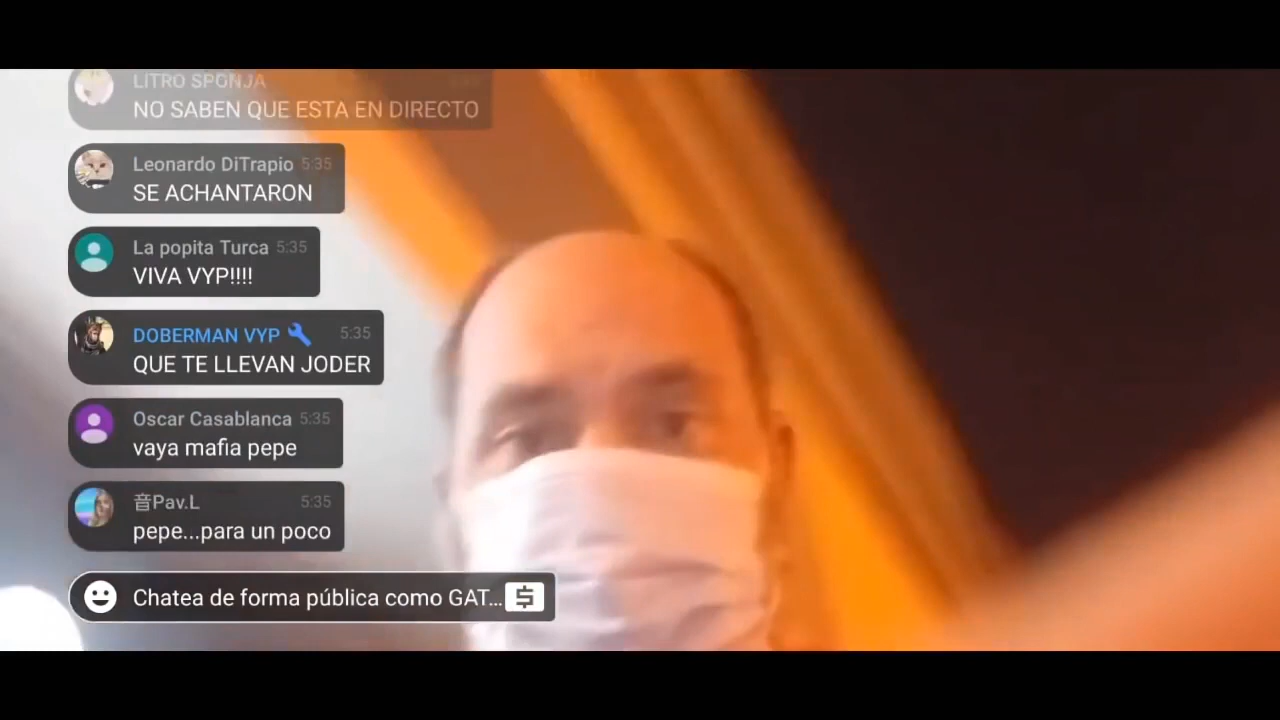 LITRO SPONJA
NO SABEN QUE ESTA EN DIRECTO
Leonardo DiTrapio 5:35
SE ACHANTARON
La popita Turca 5:35
VIVA VYP!!!!
DOBERMAN VYP 5:35
QUE TE LLEVAN JODER
Oscar Casablanca 5:35
vaya mafia pepe
音Pav.L 5:35
pepe...para un poco
Chatea de forma pública como GAT...